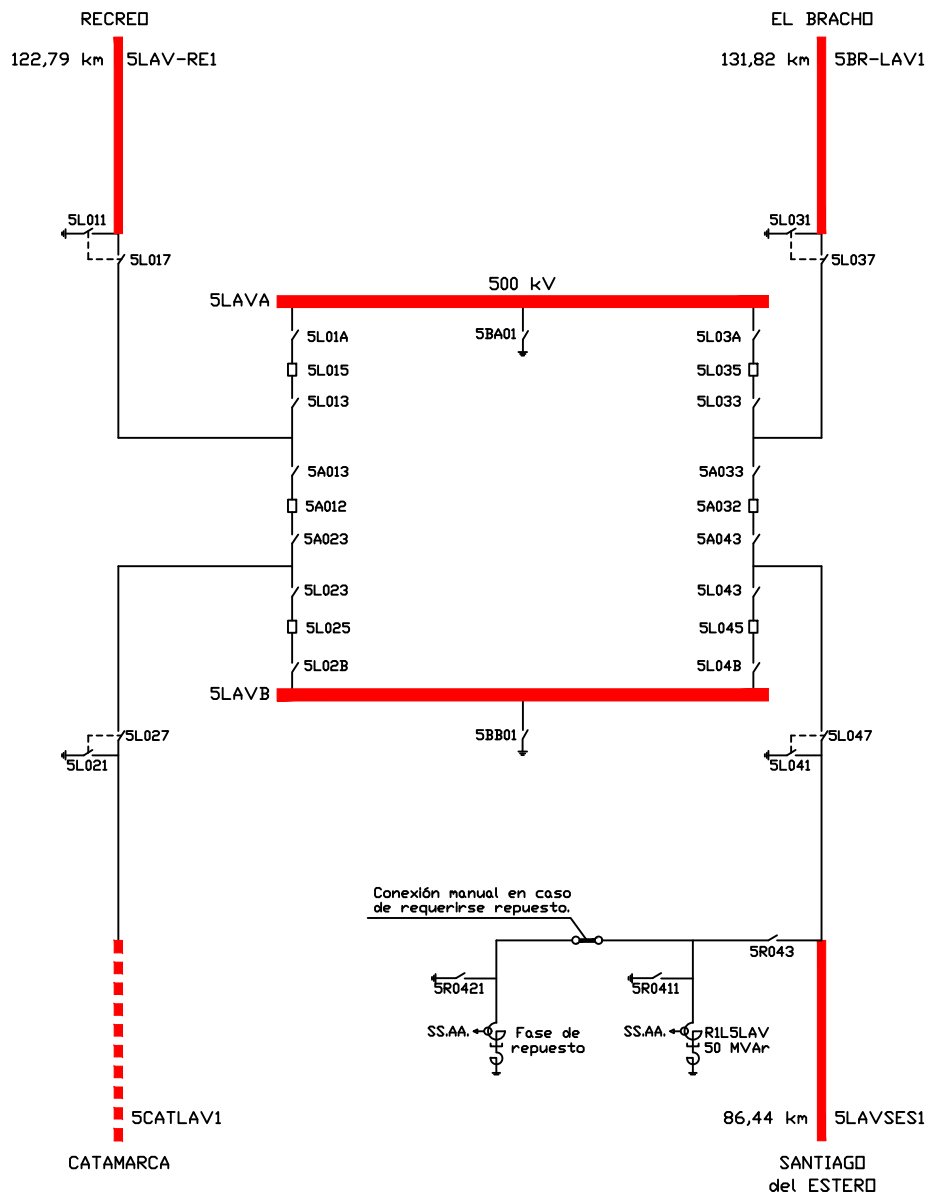 RECREO
EL BRACHO
122,79 km
5LAV-RE1
131,82 km
5BR-LAV1
5L011
5L017
5L031
5L037
500 kV
5LAVA
5L01A
5BA01
5L03A
5L015
5L035
5L013
5L033
5A013
5A033
5A012
5A032
5A023
5A043
5L023
5L043
5L025
5L045
5L02B
5L04B
5LAVB
5BB01
5L027
5L021
5L047
5L041
Conexión manual en caso
de requerirse repuesto.
5R043
5R0421
5R0411
SS.AA.
Fase de
repuesto
SS.AA.
R1L5LAV
50 MVAr
5CATLAV1
86,44 km
5LAVSES1
CATAMARCA
SANTIAGO
del ESTERO